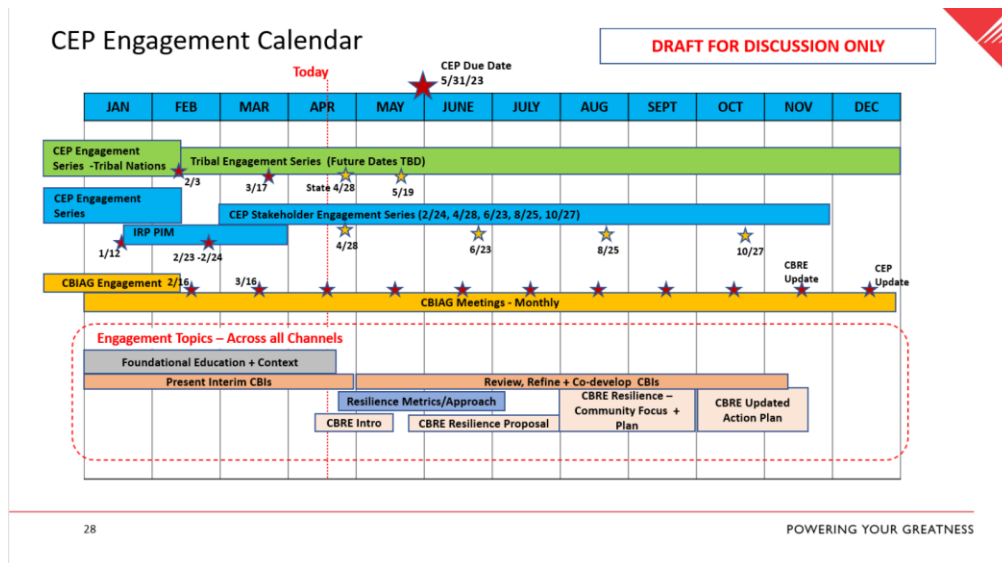 CEP Engagement Calendar
DRAFT FOR DISCUSSION ONLY
Today
CEP Due Date
5/31/23
JAN FEB MAR APR MAY JUNE JULY AUG SEPT OCT NOV DEC
CEP Engagement
Series -Tribal Nations
Tribal Engagement Series (Future Dates TBD)
2/3
3/17
State 4/28
5/19
CEP Engagement
Series
CEP Stakeholder Engagement Series (2/24, 4/28, 6/23, 8/25, 10/27)
IRP PIM
1/12
2/23 -2/24
4/28
6/23
8/25
10/27
CBIAG Engagement
2/16
3/16
CBRE
Update
CEP
Update
CBIAG Meetings - Monthly
Engagement Topics – Across all Channels
Foundational Education + Context
Present Interim CBIs
Review, Refine + Co-develop CBIs
Resilience Metrics/Approach
CBRE Intro
CBRE Resilience Proposal
CBRE Resilience –
Community Focus +
Plan
CBRE Updated
Action Plan
28
POWERING YOUR GREATNESS